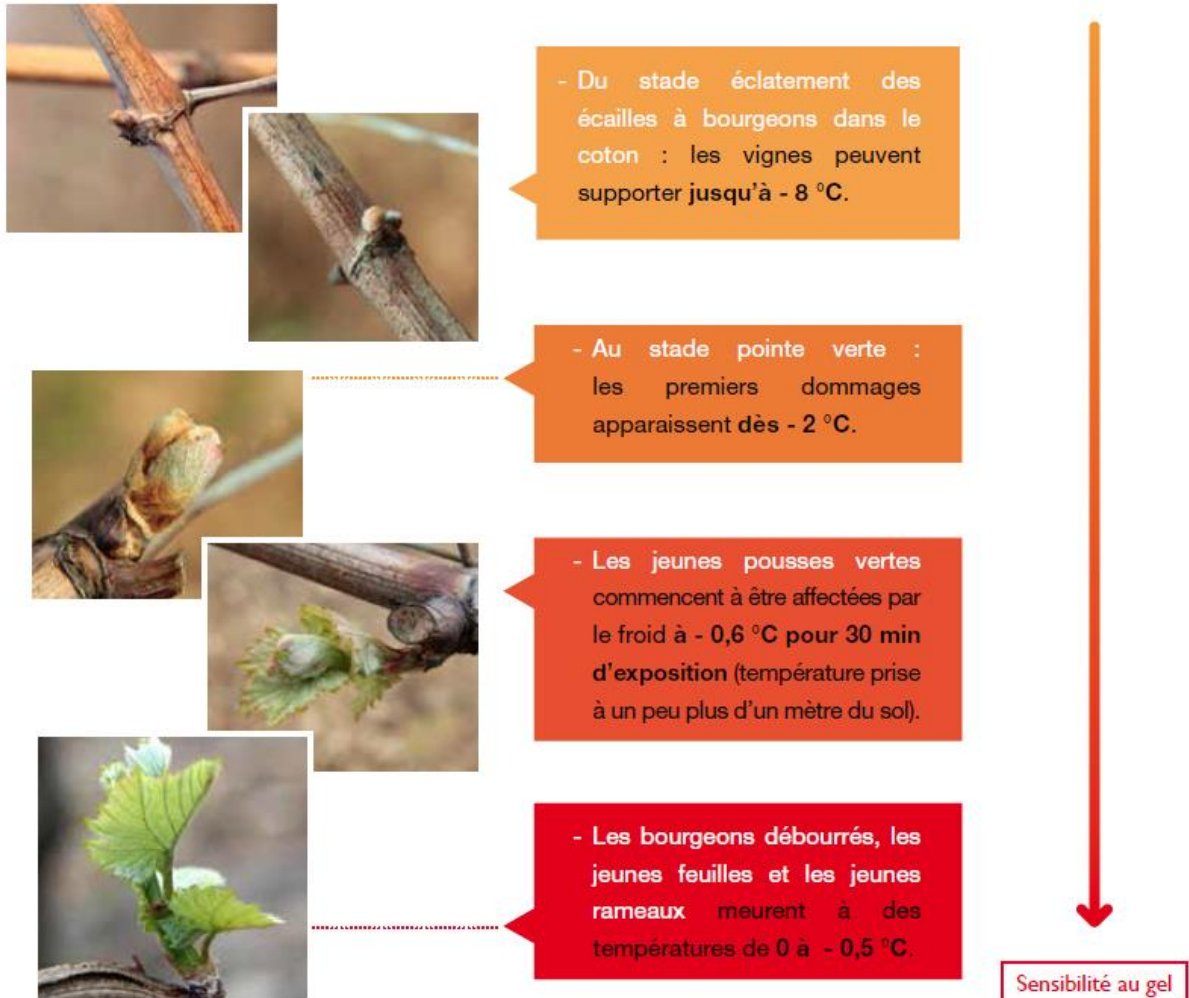 - Du stade éclatement des
écailles à bourgeons dans le
coton : les vignes peuvent
supporter jusqu'à - 8 °C.
- Au stade pointe verte :
les premiers dommages
apparaissent dès - 2 °C.
- Les jeunes pousses vertes
commencent à être affectées par
le froid à - 0,6 °C pour 30 min
d'exposition (température prise
à un peu plus d'un mètre du sol).
- Les bourgeons débourrés, les
jeunes feuilles et les jeunes
rameaux meurent à des
températures de 0 à - 0,5 °C.
Sensibilité au gel